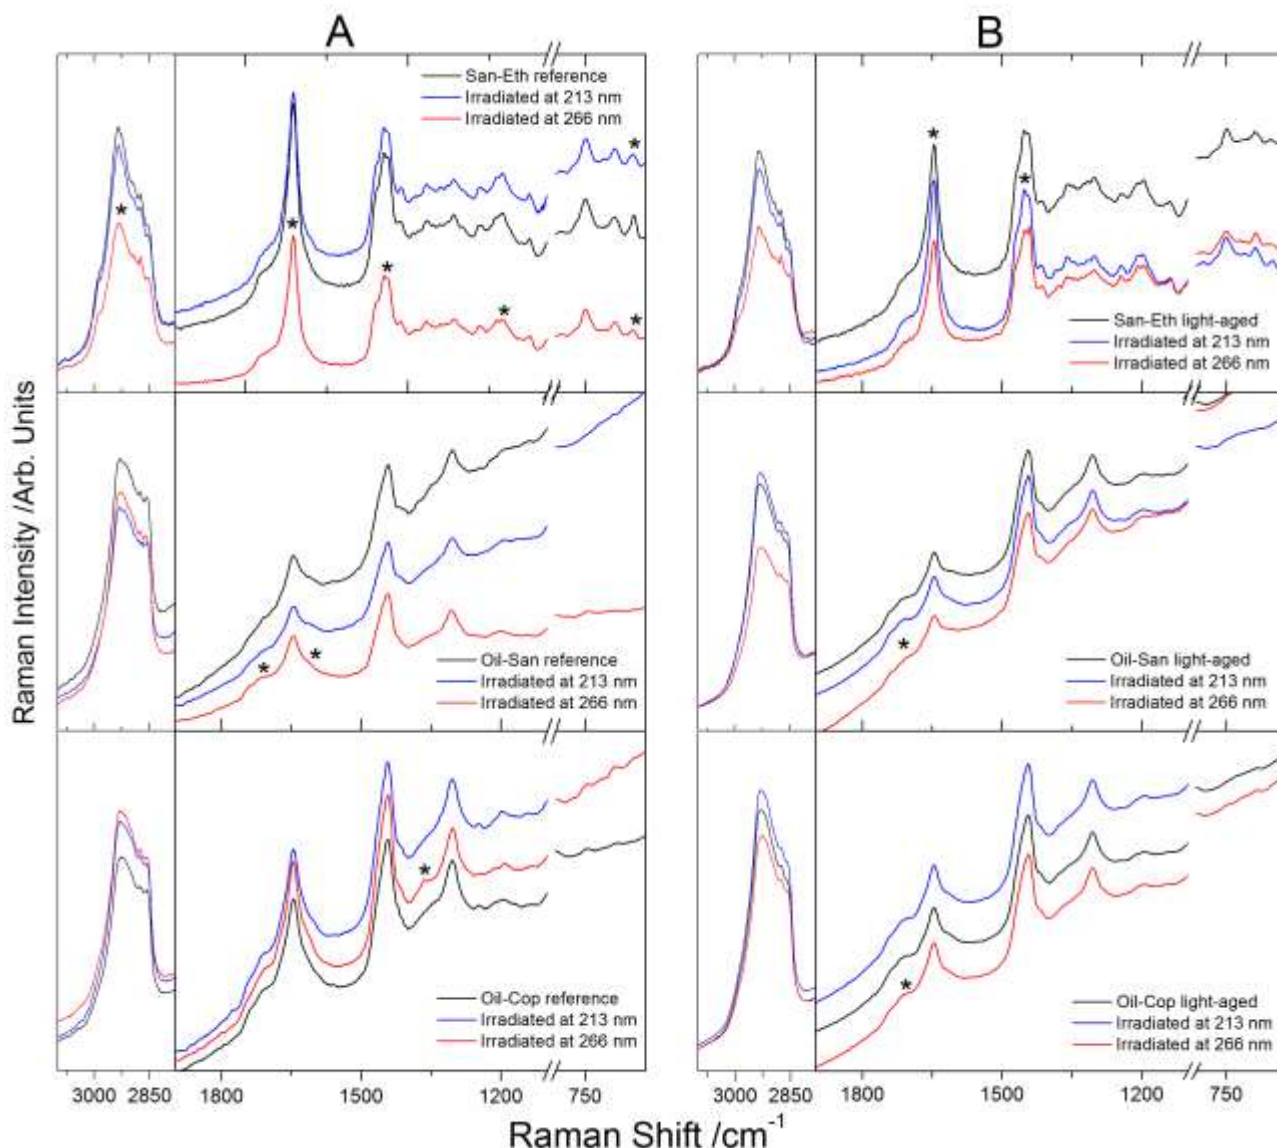 A
B
San-Eth reference
Irradiated at 213 nm
Irradiated at 266 nm
*
*
*
*
*
*
*
San-Eth light-aged
Irradiated at 213 nm
Irradiated at 266 nm
Raman Intensity /Arb. Units
*
*
Oil-San reference
Irradiated at 213 nm
Irradiated at 266 nm
*
Oil-San light-aged
Irradiated at 213 nm
Irradiated at 266 nm
*
Oil-Cop reference
Irradiated at 213 nm
Irradiated at 266 nm
*
Oil-Cop light-aged
Irradiated at 213 nm
Irradiated at 266 nm
3000 2850 1800 1500 1200 750
3000 2850 1800 1500 1200 750
Raman Shift /cm⁻¹